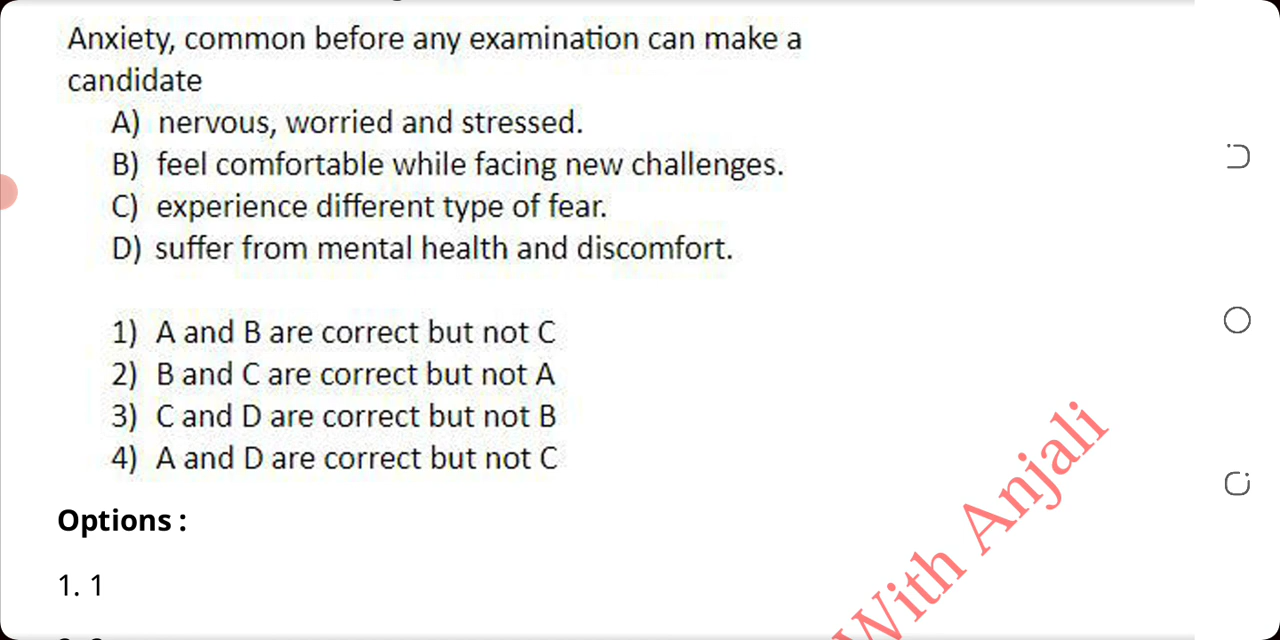 Anxiety, common before any examination can make a
candidate
A) nervous, worried and stressed.
B) feel comfortable while facing new challenges.
C) experience different type of fear.
D) suffer from mental health and discomfort.
1) A and B are correct but not C
2) B and C are correct but not A
3) C and D are correct but not B
4) A and D are correct but not C
Options :
1. 1
With Anjali